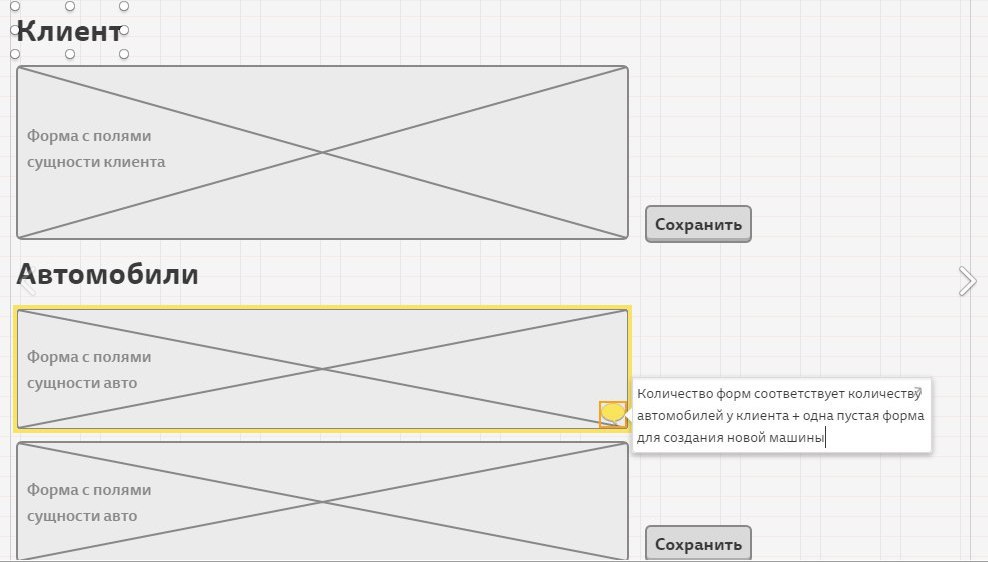 Клиент
Форма с полями
сущности клиента
Сохранить
Автомобили
Форма с полями
сущности авто
Количество форм соответствует количеству
автомобилей у клиента + одна пустая форма
для создания новой машины
Форма с полями
сущности авто
Сохранить